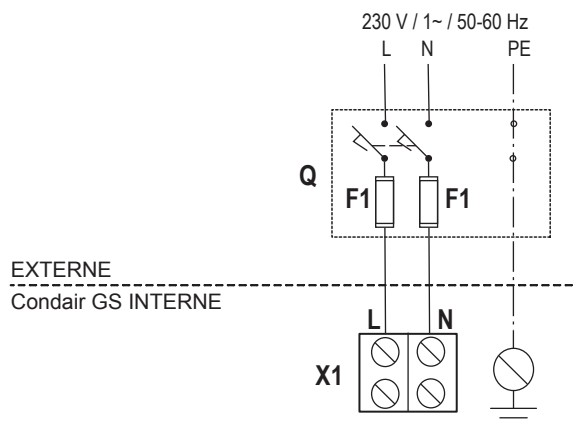 230 V / 1~ / 50-60 Hz
L N PE
Q
F1 F1
EXTERNE
Condair GS INTERNE
L N
X1